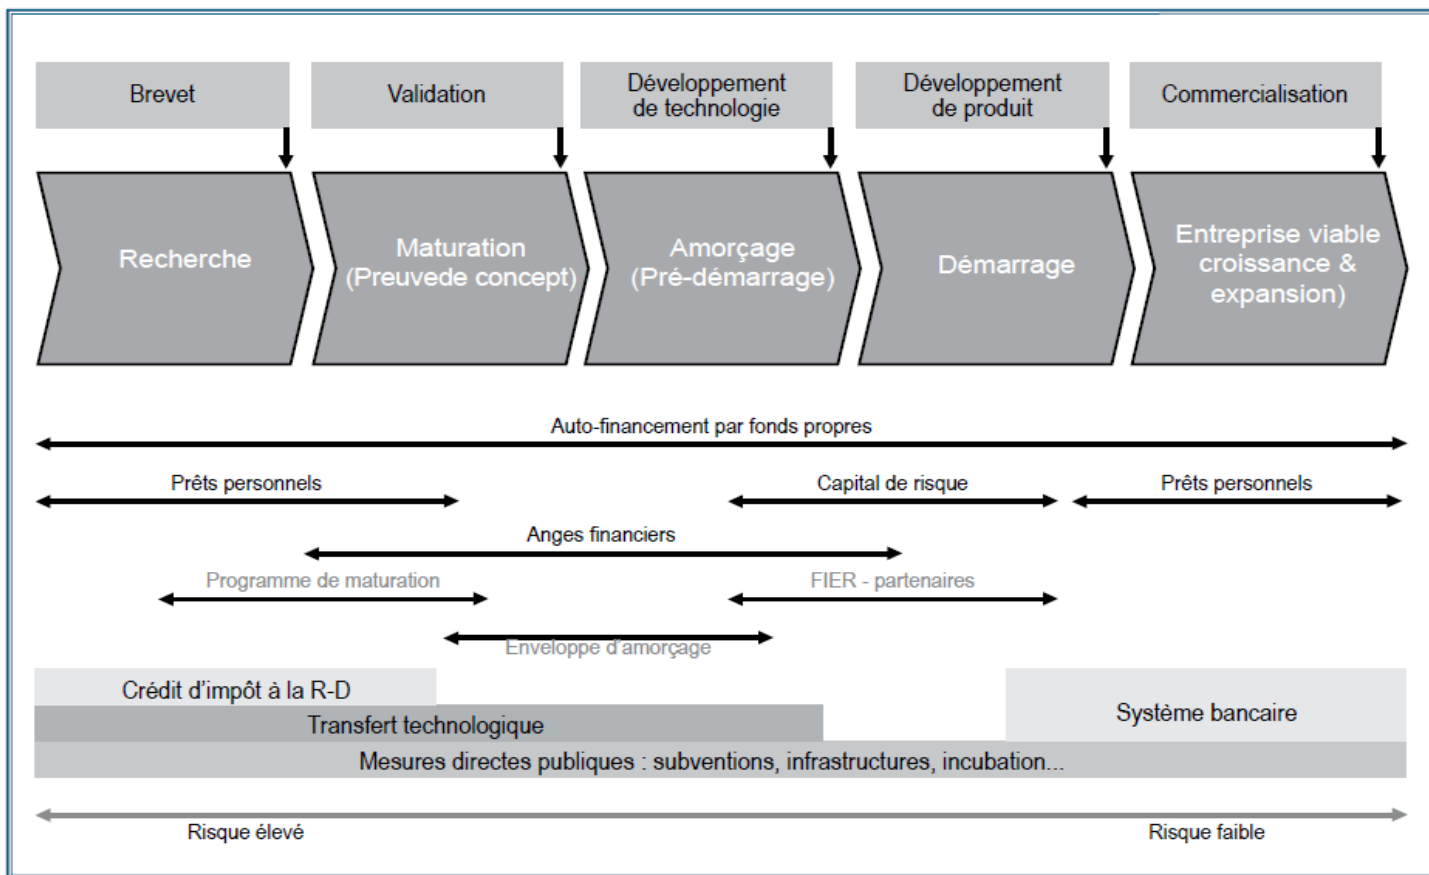 Brevet
Validation
Développement
de technologie
Développement
de produit
Commercialisation
Recherche
Maturation
(Preuvede concept)
Amorçage
(Pré-démarrage)
Démarrage
Entreprise viable
croissance &
expansion)
Auto-financement par fonds propres
Prêts personnels
Capital de risque
Prêts personnels
Anges financiers
Programme de maturation
FIER - partenaires
Enveloppe d'amorçage
Crédit d'impôt à la R-D
Transfert technologique
Système bancaire
Mesures directes publiques : subventions, infrastructures, incubation...
Risque élevé
Risque faible